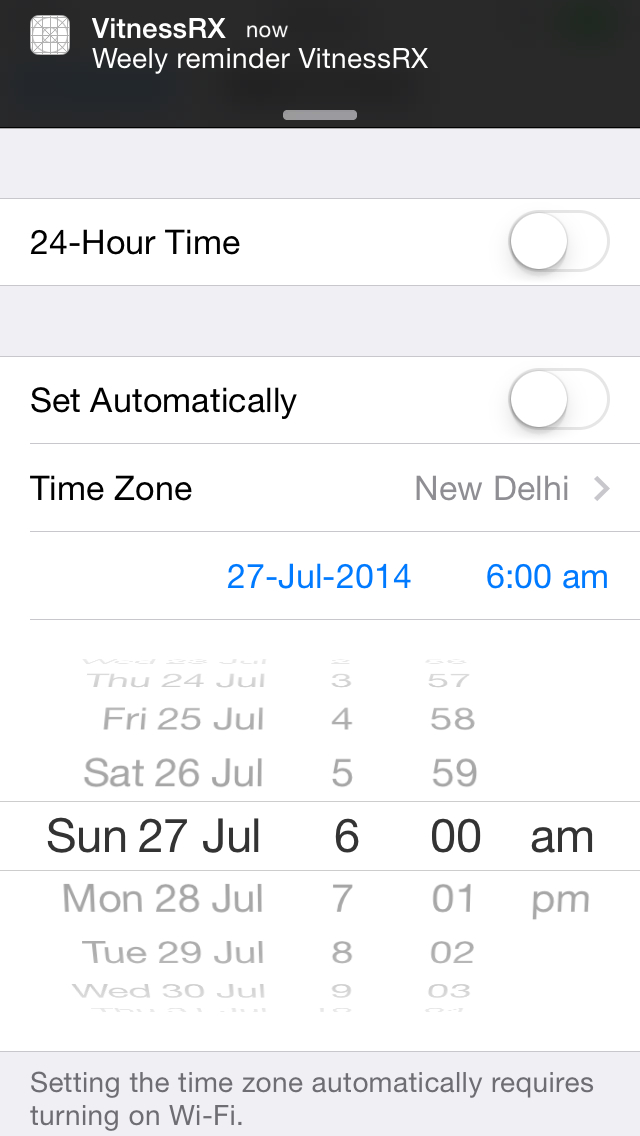 VitnessRX now
Weely reminder VitnessRX
24-Hour Time
Set Automatically
Time Zone New Delhi
27-Jul-2014 6:00 am
Thu 24 Jul 3 57
Fri 25 Jul 4 58
Sat 26 Jul 5 59
Sun 27 Jul 6 00 am
Mon 28 Jul 7 01 pm
Tue 29 Jul 8 02
Wed 30 Jul 9 03
Setting the time zone automatically requires
turning on Wi-Fi.